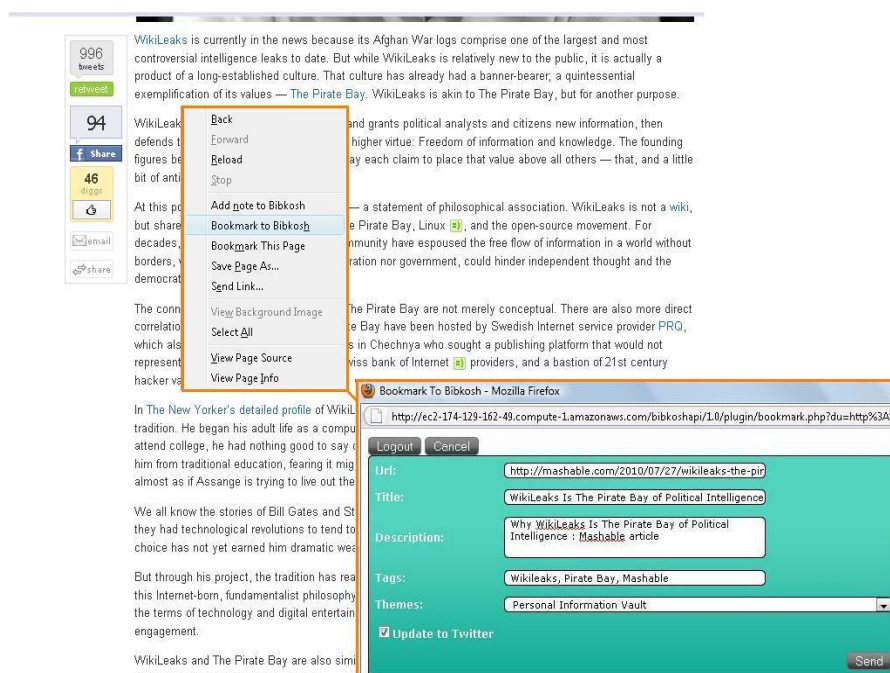 996
tweets
retweet
94
Share
46
diggs
email
share
WikiLeaks is currently in the news because its Afghan War logs comprise one of the largest and most
controversial intelligence leaks to date. But while WikiLeaks is relatively new to the public, it is actually a
product of a long-established culture. That culture has already had a banner-bearer; a quintessential
exemplification of its values — The Pirate Bay. WikiLeaks is akin to The Pirate Bay, but for another purpose.
WikiLeak and grants political analysts and citizens new information, then
defends t higher virtue: Freedom of information and knowledge. The founding
figures be ay each claim to place that value above all others — that, and a little
bit of anti
At this po — a statement of philosophical association. WikiLeaks is not a wiki,
but share e Pirate Bay, Linux, and the open-source movement. For
decades, mmunity have espoused the free flow of information in a world without
borders, ration nor government, could hinder independent thought and the
democrat
The conn he Pirate Bay are not merely conceptual. There are also more direct
correlatio e Bay have been hosted by Swedish Internet service provider PRQ,
which als s in Chechnya who sought a publishing platform that would not
represent wiss bank of Internet providers, and a bastion of 21st century
hacker va
In The New Yorker's detailed profile of WikiL
tradition. He began his adult life as a compu
attend college, he had nothing good to say
him from traditional education, fearing it mig
almost as if Assange is trying to live out the
We all know the stories of Bill Gates and St
they had technological revolutions to tend to
choice has not yet earned him dramatic wea
But through his project, the tradition has rea
this Internet-born, fundamentalist philosophy
the terms of technology and digital entertain
engagement.
WikiLeaks and The Pirate Bay are also simi
Back
Forward
Reload
Stop
Add note to Bibkosh
Bookmark to Bibkosh
Bookmark This Page
Save Page As...
Send Link...
View Background Image
Select All
View Page Source
View Page Info
Bookmark To Bibkosh - Mozilla Firefox
http://ec2-174-129-162-49.compute-1.amazonaws.com/bibkoshapi/1.0/plugin/bookmark.php?du=http%3A
Logout Cancel
Url: http://mashable.com/2010/07/27/wikileaks-the-pir
Title: WikiLeaks Is The Pirate Bay of Political Intelligence
Description: Why WikiLeaks Is The Pirate Bay of Political
Intelligence : Mashable article
Tags: Wikileaks, Pirate Bay, Mashable
Themes: Personal Information Vault
Update to Twitter
Send